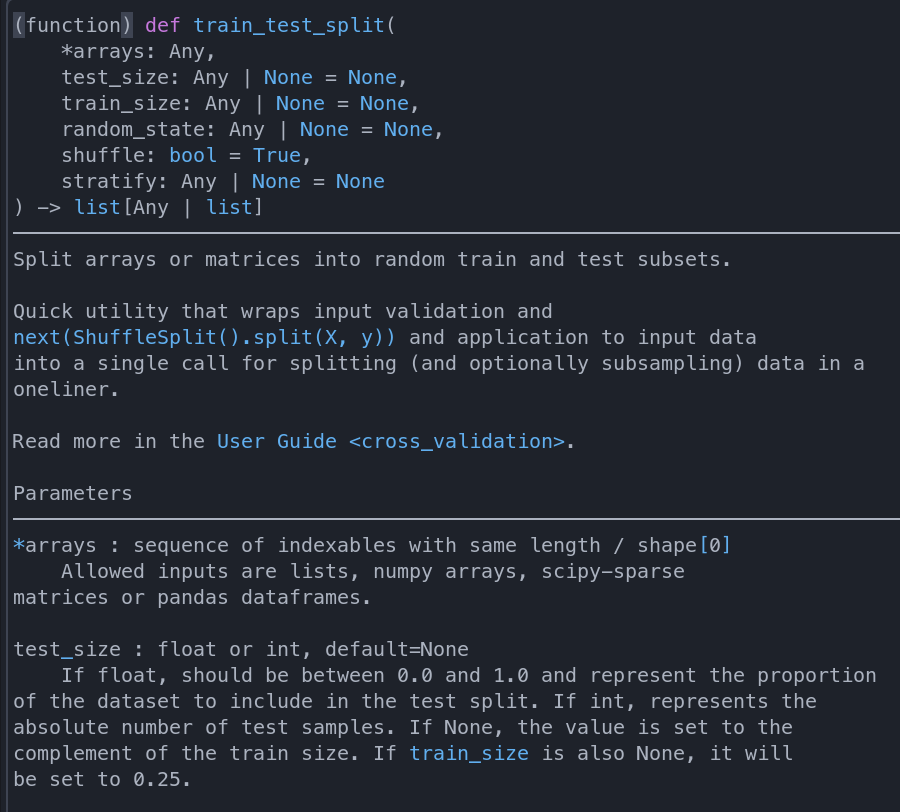 (function) def train_test_split(
    *arrays: Any,
    test_size: Any | None = None,
    train_size: Any | None = None,
    random_state: Any | None = None,
    shuffle: bool = True,
    stratify: Any | None = None
) -> list[Any | list]
Split arrays or matrices into random train and test subsets.
Quick utility that wraps input validation and
next(ShuffleSplit().split(X, y)) and application to input data
into a single call for splitting (and optionally subsampling) data in a
oneliner.
Read more in the User Guide <cross_validation>.
Parameters
*arrays : sequence of indexables with same length / shape[0]
    Allowed inputs are lists, numpy arrays, scipy-sparse
matrices or pandas dataframes.
test_size : float or int, default=None
    If float, should be between 0.0 and 1.0 and represent the proportion
of the dataset to include in the test split. If int, represents the
absolute number of test samples. If None, the value is set to the
complement of the train size. If train_size is also None, it will
be set to 0.25.